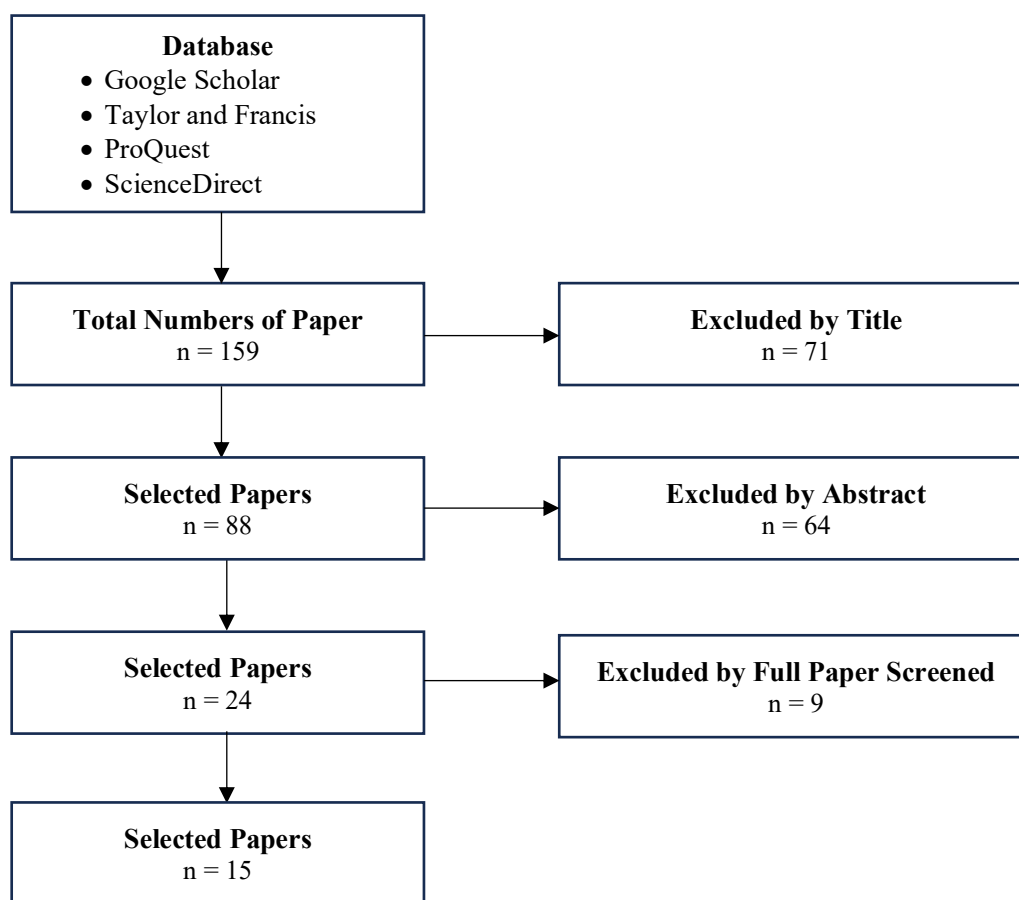 Database
• Google Scholar
• Taylor and Francis
• ProQuest
• ScienceDirect
Total Numbers of Paper
n = 159
Excluded by Title
n = 71
Selected Papers
n = 88
Excluded by Abstract
n = 64
Selected Papers
n = 24
Excluded by Full Paper Screened
n = 9
Selected Papers
n = 15